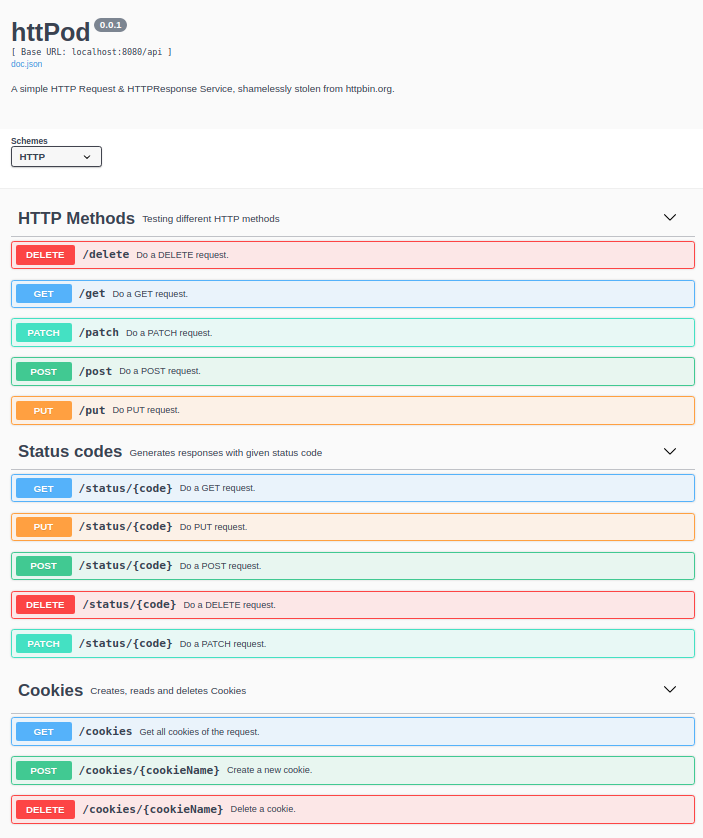 httPod 0.0.1
[ Base URL: localhost:8080/api ]
doc.json
A simple HTTP Request & HTTPResponse Service, shamelessly stolen from httpbin.org.
Schemes
HTTP
HTTP Methods Testing different HTTP methods
DELETE /delete Do a DELETE request.
GET /get Do a GET request.
PATCH /patch Do a PATCH request.
POST /post Do a POST request.
PUT /put Do PUT request.
Status codes Generates responses with given status code
GET /status/{code} Do a GET request.
PUT /status/{code} Do PUT request.
POST /status/{code} Do a POST request.
DELETE /status/{code} Do a DELETE request.
PATCH /status/{code} Do a PATCH request.
Cookies Creates, reads and deletes Cookies
GET /cookies Get all cookies of the request.
POST /cookies/{cookieName} Create a new cookie.
DELETE /cookies/{cookieName} Delete a cookie.